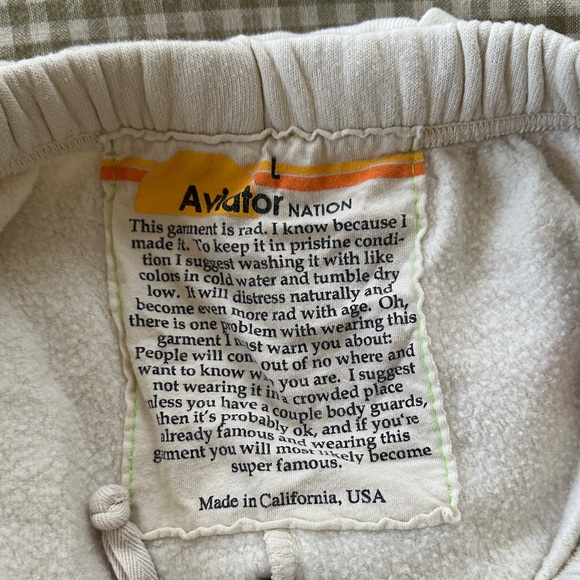 L
Aviator NATION
This garment is rad. I know because I
made it. To keep it in pristine condi-
tion I suggest washing it with like
colors in cold water and tumble dry
low. It will distress naturally and
become even more rad with age. Oh,
there is one problem with wearing this
garment I must warn you about:
People will com out of no where and
want to know w you are. I suggest
not wearing it in a crowded place
nless you have a couple body guards,
then it's probably ok, and if you're
already famous and wearing this
garment you will most likely become
super famous.
Made in California, USA